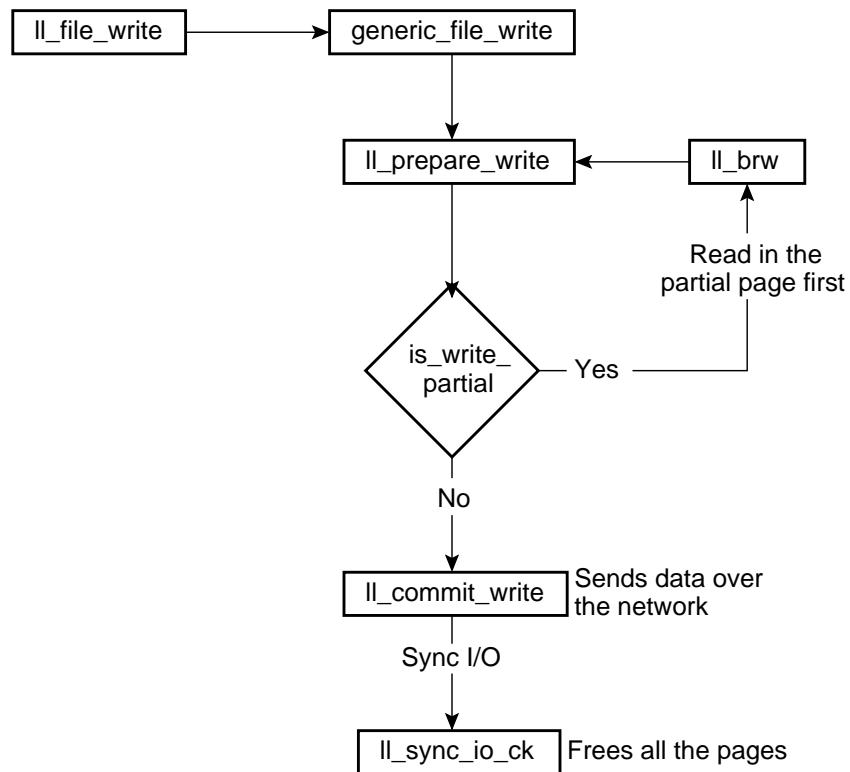 ll_file_write
generic_file_write
ll_prepare_write
ll_brw
Read in the
partial page first
is_write_
partial
Yes
No
ll_commit_write
Sends data over
the network
Sync I/O
ll_sync_io_ck
Frees all the pages